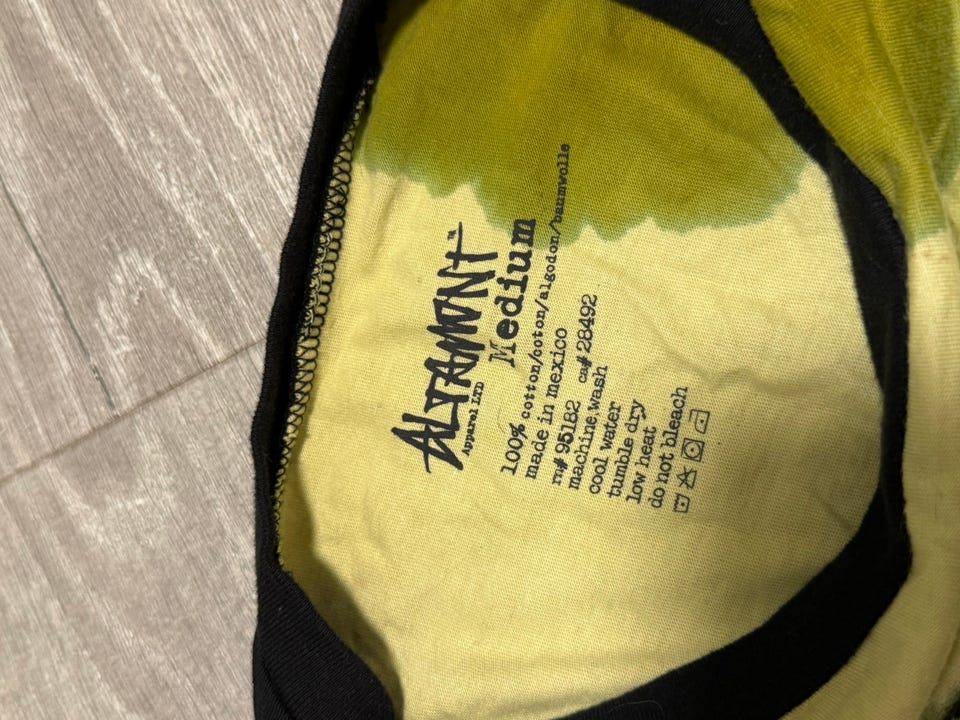 ALTAMONT™
Apparel LTD
Medium
100% cotton/coton/algodon/baumwolle
made in mexico
rn# 95182 ca# 28492
machine wash
cool water
tumble dry
low heat
do not bleach